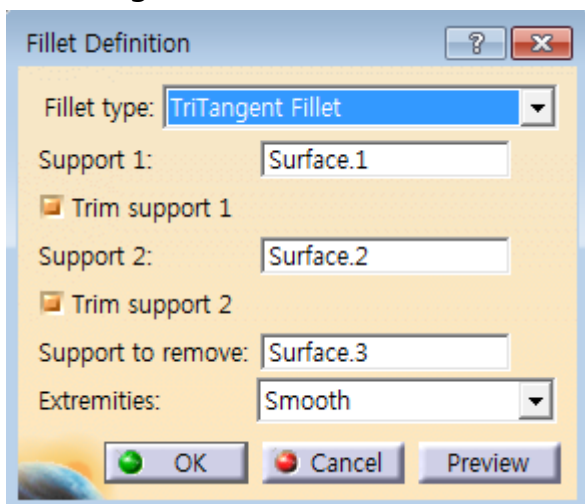 Fillet Definition
Fillet type: TriTangent Fillet
Support 1: Surface.1
Trim support 1
Support 2: Surface.2
Trim support 2
Support to remove: Surface.3
Extremities: Smooth
OK Cancel Preview